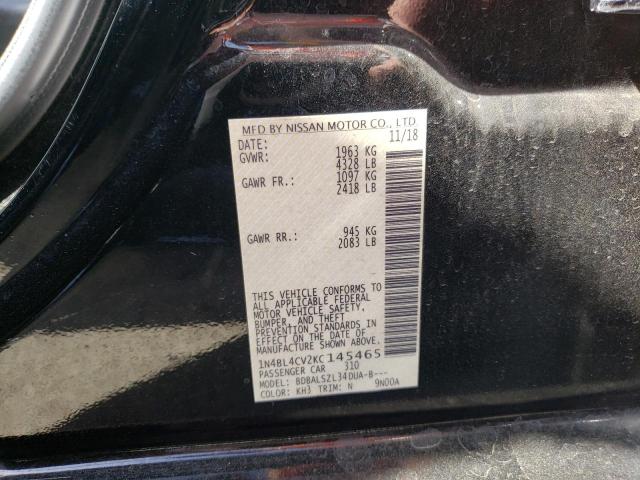 MFD BY NISSAN MOTOR CO., LTD.
DATE: 11/18
GVWR: 1963 KG
4328 LB
GAWR FR.: 1097 KG
2418 LB
GAWR RR.: 945 KG
2083 LB
THIS VEHICLE CONFORMS TO
ALL APPLICABLE FEDERAL
MOTOR VEHICLE SAFETY,
BUMPER, AND THEFT
PREVENTION STANDARDS IN
EFFECT ON THE DATE OF
MANUFACTURE SHOWN ABOVE.
1N4BL4CV2KC145465
PASSENGER CAR 310
MODEL: BDBALSZL34DUA-B---
COLOR: KH3 TRIM: N 9N00A